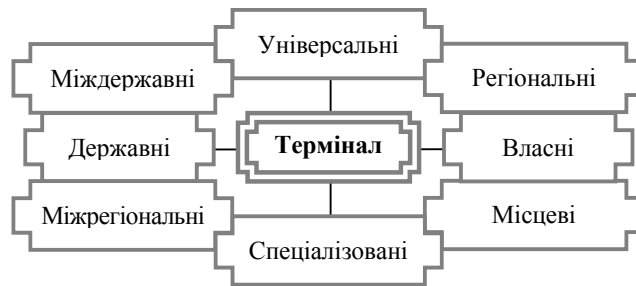 Універсальні
Міждержавні
Регіональні
Державні
Термінал
Власні
Міжрегіональні
Місцеві
Спеціалізовані